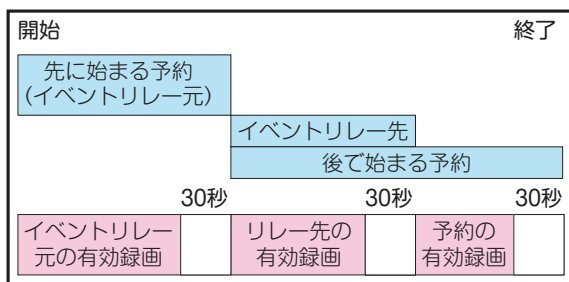 開始 終了
先に始まる予約
（イベントリレー元）
イベントリレー先
後で始まる予約
30秒 30秒 30秒
イベントリレー
元の有効録画
リレー先の
有効録画
予約の
有効録画